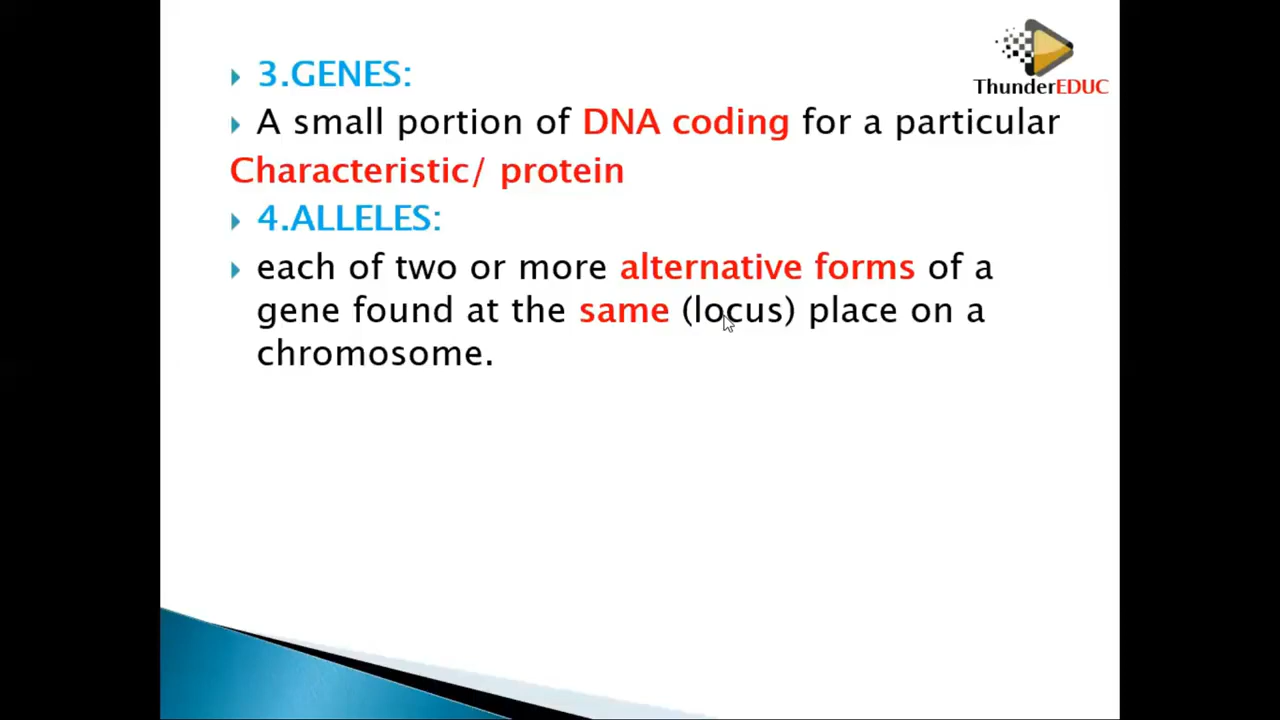 ThunderEDUC
3.GENES:
A small portion of DNA coding for a particular
Characteristic/ protein
4.ALLELES:
each of two or more alternative forms of a
gene found at the same (locus) place on a
chromosome.